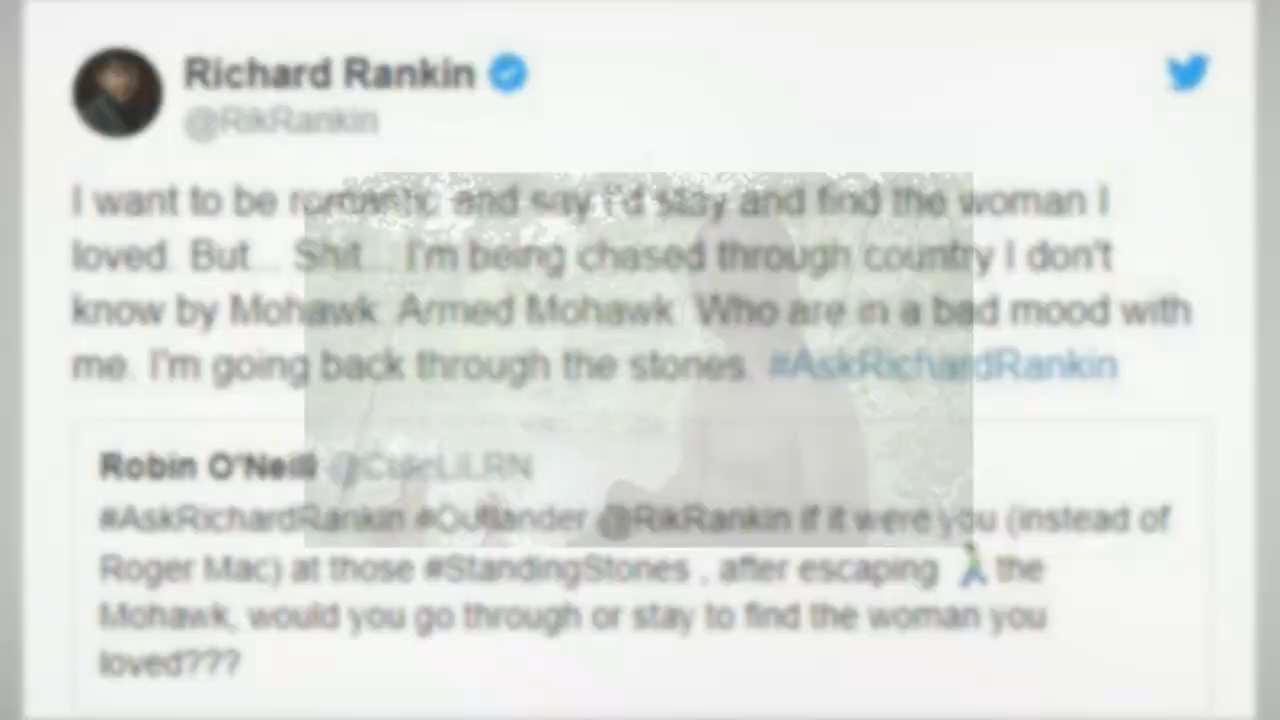 Richard Rankin
@RikRankin
I want to be romantic and say I'd stay and find the woman I
loved. But... Shit... I'm being chased through country I don't
know by Mohawk. Armed Mohawk. Who are in a bad mood with
me. I'm going back through the stones. #AskRichardRankin
Robin O'Neill @CuteLiLRN
#AskRichardRankin #Outlander @RikRankin if it were you (instead of
Roger Mac) at those #StandingStones , after escaping 🚶 the
Mohawk, would you go through or stay to find the woman you
loved???